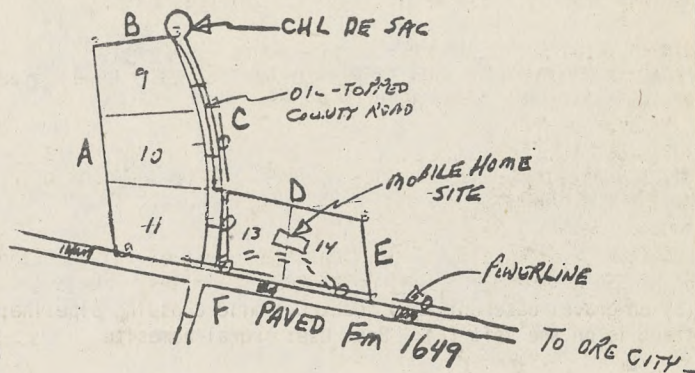 B
CHL DE SAC
9
OIL-TOPPED
COUNTY ROAD
C
A
10
D
MOBILE HOME
SITE
11
13
14
E
POWERLINE
F
PAVED FM 1649
TO ORE CITY